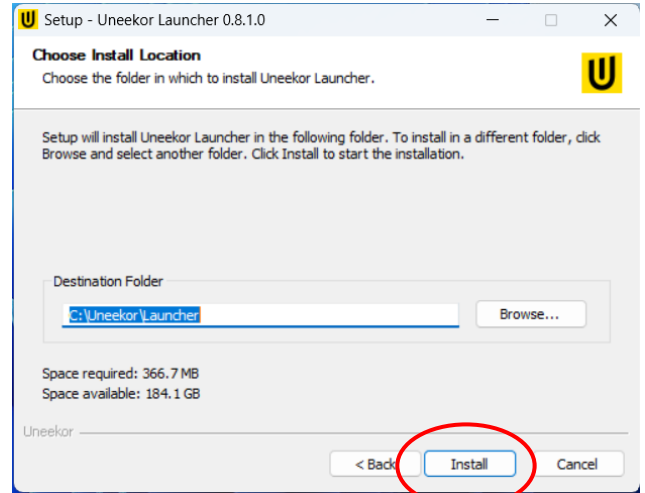 Setup - Uneekor Launcher 0.8.1.0
Choose Install Location
Choose the folder in which to install Uneekor Launcher.
Setup will install Uneekor Launcher in the following folder. To install in a different folder, click
Browse and select another folder. Click Install to start the installation.
Destination Folder
C:\Uneekor\Launcher
Browse...
Space required: 366.7 MB
Space available: 184.1 GB
Uneekor
< Back
Install
Cancel